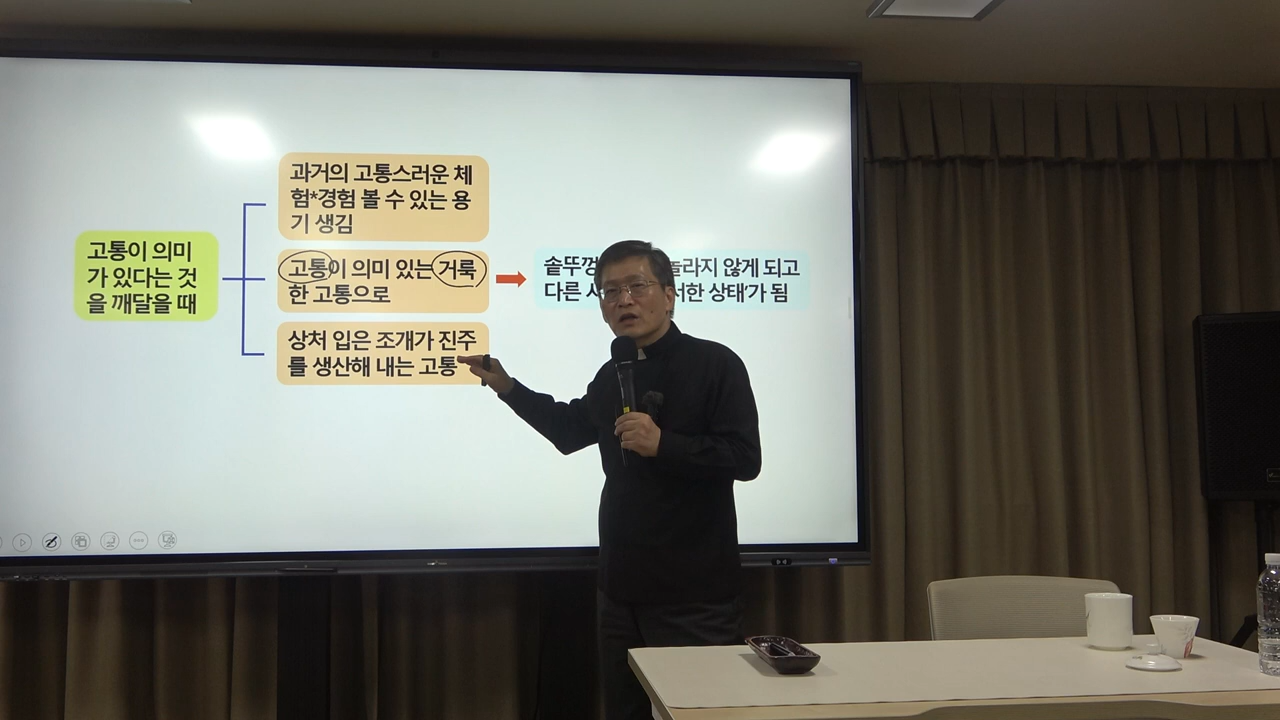 고통이 의미
가 있다는 것
을 깨달을 때
과거의 고통스러운 체
험*경험 볼 수 있는 용
기 생김
고통이 의미 있는 거룩
한 고통으로
상처 입은 조개가 진주
를 생산해 내는 고통
솥뚜껑 놀라지 않게 되고
다른 서한 상태'가 됨